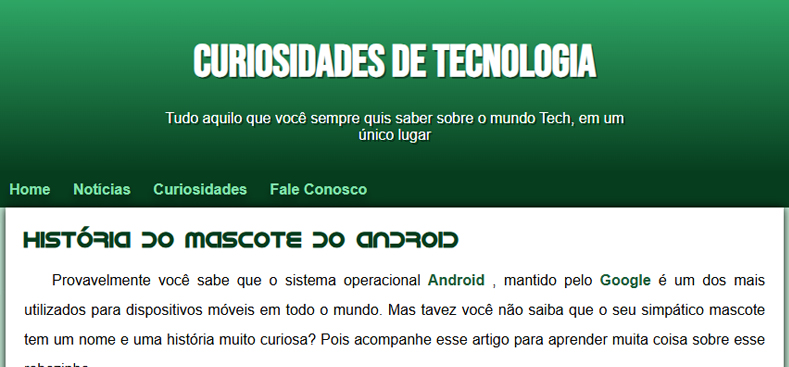 CURIOSIDADES DE TECNOLOGIA
Tudo aquilo que você sempre quis saber sobre o mundo Tech, em um
único lugar
Home Notícias Curiosidades Fale Conosco
HISTÓRIA DO MASCOTE DO ANDROID
Provavelmente você sabe que o sistema operacional Android , mantido pelo Google é um dos mais
utilizados para dispositivos móveis em todo o mundo. Mas tavez você não saiba que o seu simpático mascote
tem um nome e uma história muito curiosa? Pois acompanhe esse artigo para aprender muita coisa sobre esse